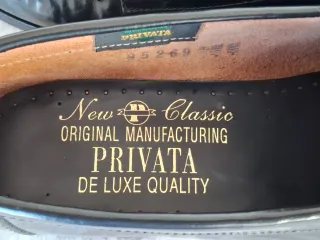 PRIVATA
95269
New P Classic
ORIGINAL MANUFACTURING
PRIVATA
DE LUXE QUALITY